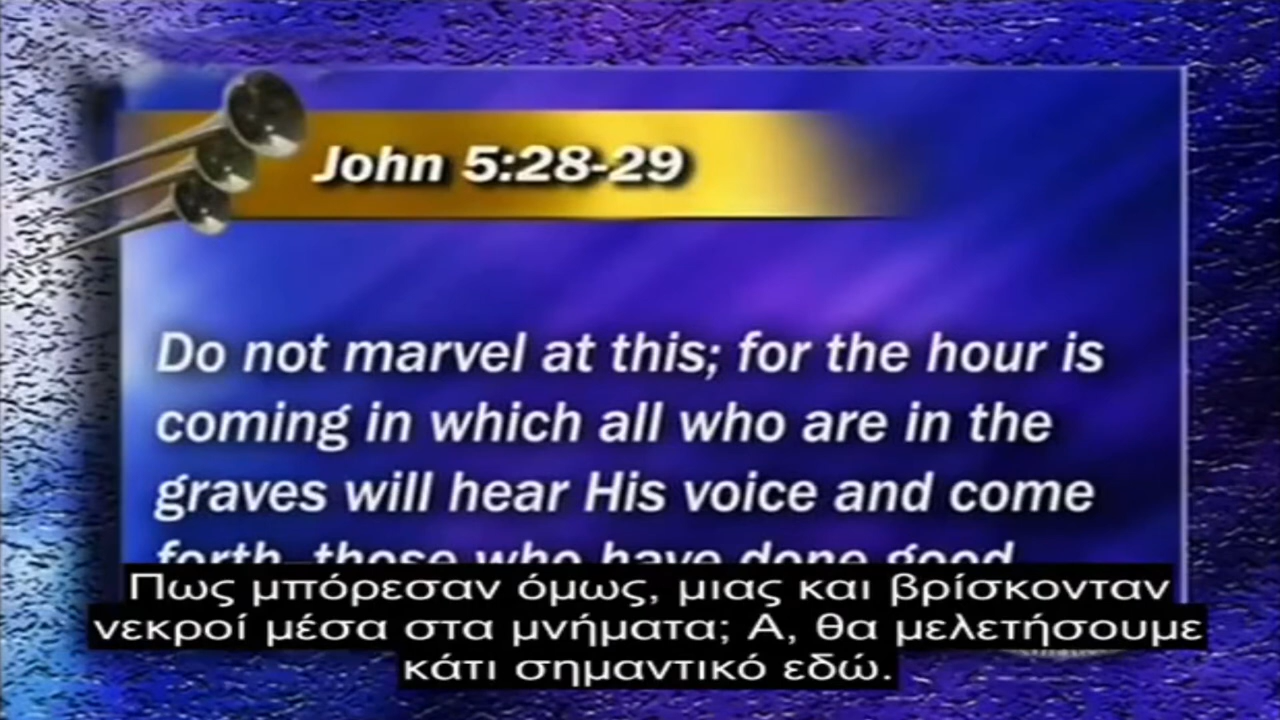 John 5:28-29
Do not marvel at this; for the hour is
coming in which all who are in the
graves will hear His voice and come
forth, those who have done good,
Πως μπόρεσαν όμως, μιας και βρίσκονταν
νεκροί μέσα στα μνήματα; Α, θα μελετήσουμε
κάτι σημαντικό εδώ.